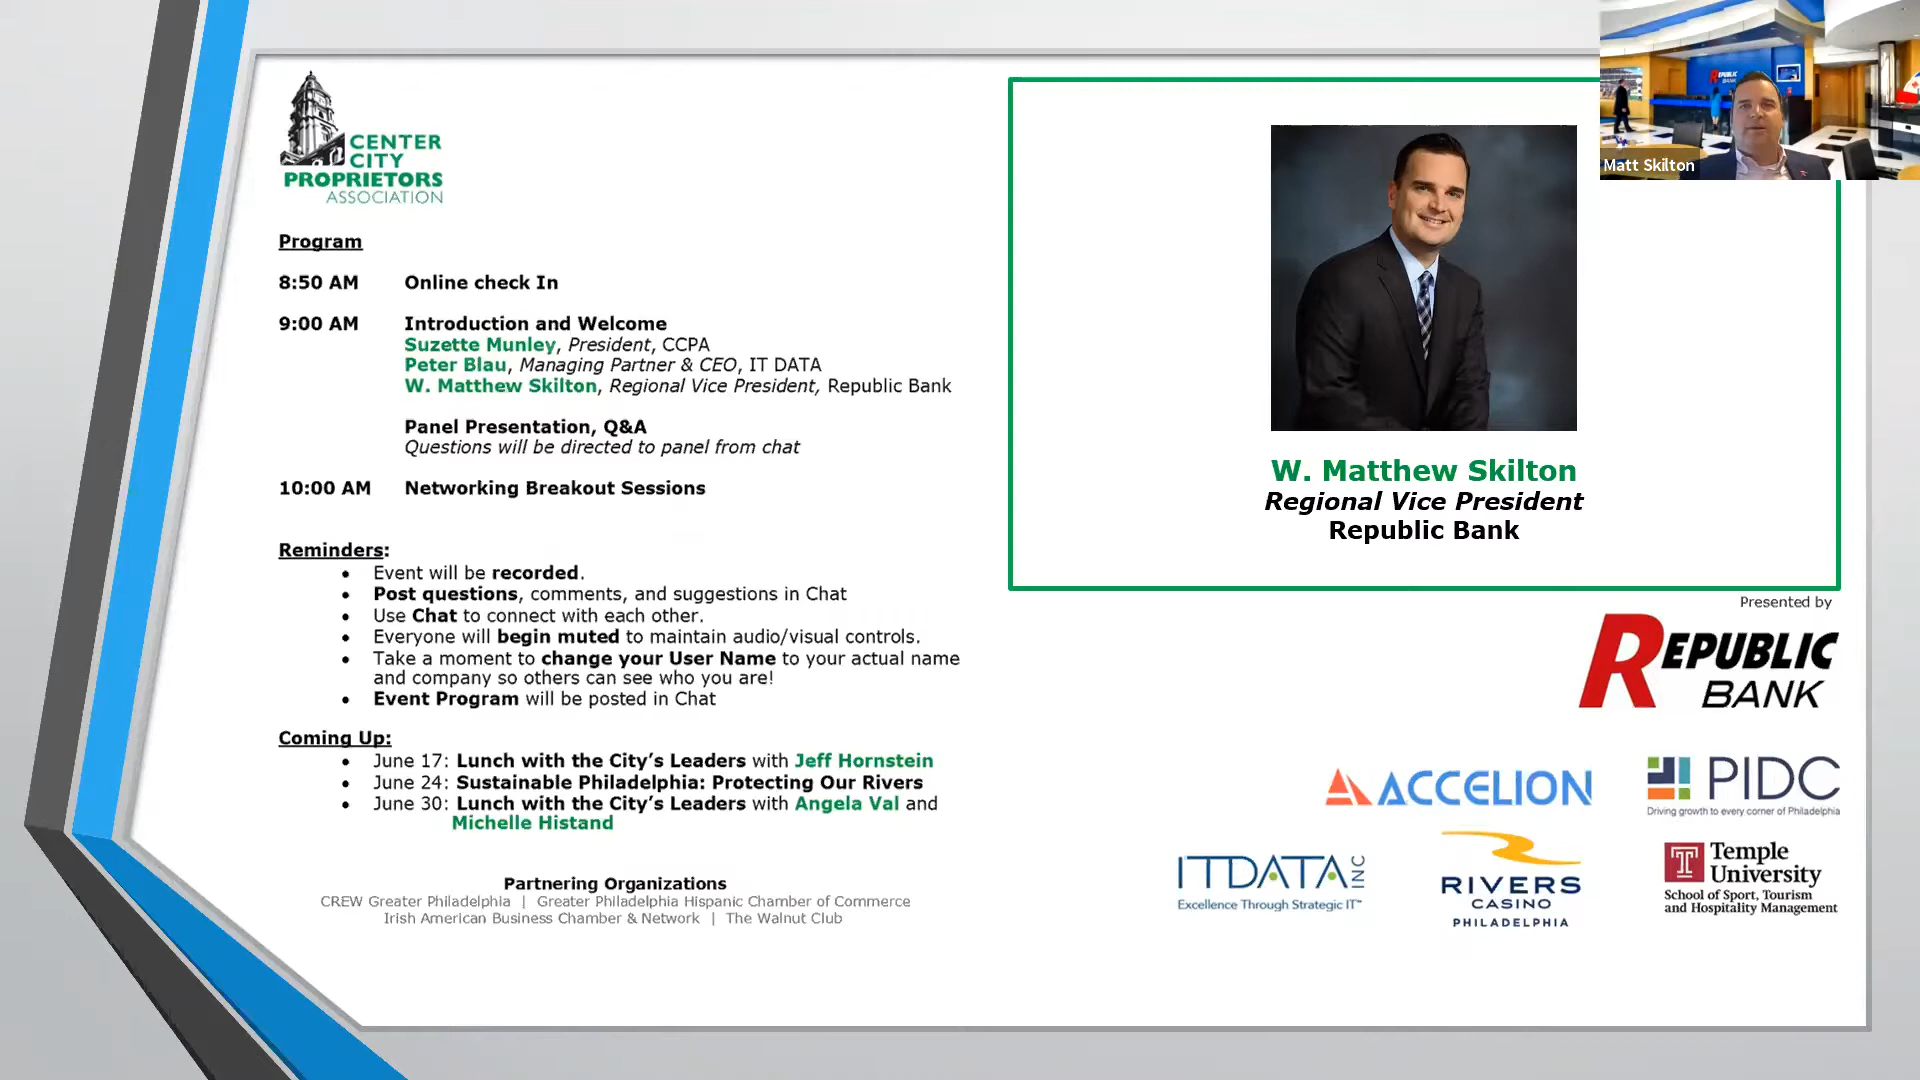 CENTER
CITY
PROPRIETORS
ASSOCIATION
Program
8:50 AM Online check In
9:00 AM Introduction and Welcome
Suzette Munley, President, CCPA
Peter Blau, Managing Partner & CEO, IT DATA
W. Matthew Skilton, Regional Vice President, Republic Bank
Panel Presentation, Q&A
Questions will be directed to panel from chat
10:00 AM Networking Breakout Sessions
Reminders:
• Event will be recorded.
• Post questions, comments, and suggestions in Chat
• Use Chat to connect with each other.
• Everyone will begin muted to maintain audio/visual controls.
• Take a moment to change your User Name to your actual name
and company so others can see who you are!
• Event Program will be posted in Chat
Coming Up:
• June 17: Lunch with the City’s Leaders with Jeff Hornstein
• June 24: Sustainable Philadelphia: Protecting Our Rivers
• June 30: Lunch with the City’s Leaders with Angela Val and
Michelle Histand
Partnering Organizations
CREW Greater Philadelphia | Greater Philadelphia Hispanic Chamber of Commerce
Irish American Business Chamber & Network | The Walnut Club
REPUBLIC
BANK
Matt Skilton
W. Matthew Skilton
Regional Vice President
Republic Bank
Presented by
REPUBLIC
BANK
ACCELION
PIDC
Driving growth to every corner of Philadelphia
ITDATA INC
Excellence Through Strategic IT™
RIVERS
CASINO
PHILADELPHIA
Temple
University
School of Sport, Tourism
and Hospitality Management